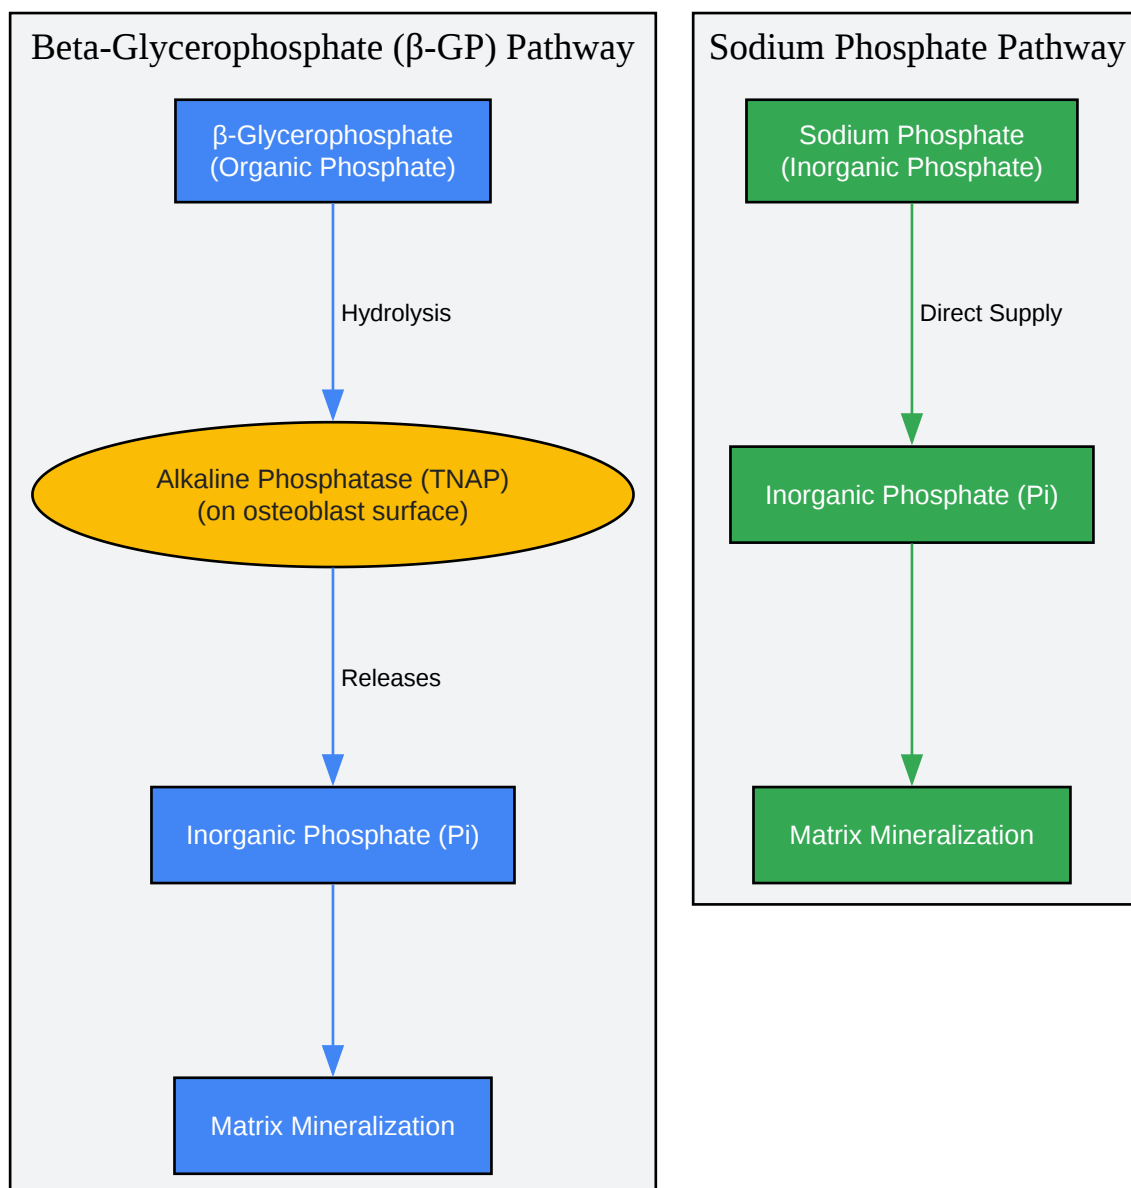 Beta-Glycerophosphate (β-GP) Pathway
β-Glycerophosphate
(Organic Phosphate)
Hydrolysis
Alkaline Phosphatase (TNAP)
(on osteoblast surface)
Releases
Inorganic Phosphate (Pi)
Matrix Mineralization
Sodium Phosphate Pathway
Sodium Phosphate
(Inorganic Phosphate)
Direct Supply
Inorganic Phosphate (Pi)
Matrix Mineralization